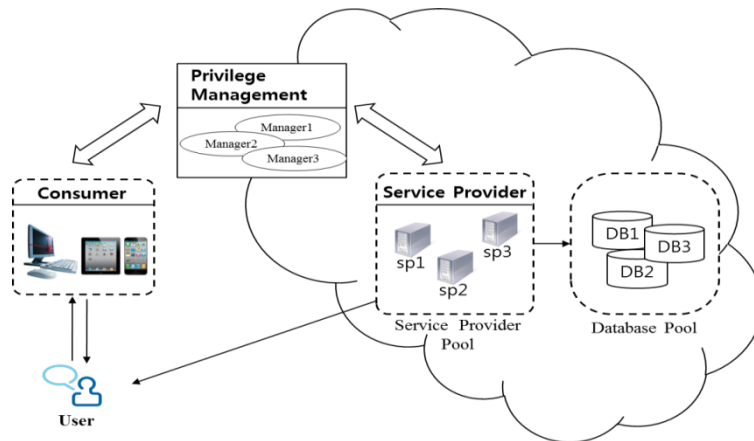 Privilege
Management
Manager1
Manager2
Manager3
Consumer
Service Provider
sp1
sp2
sp3
Service Provider
Pool
DB1
DB2
DB3
Database Pool
User